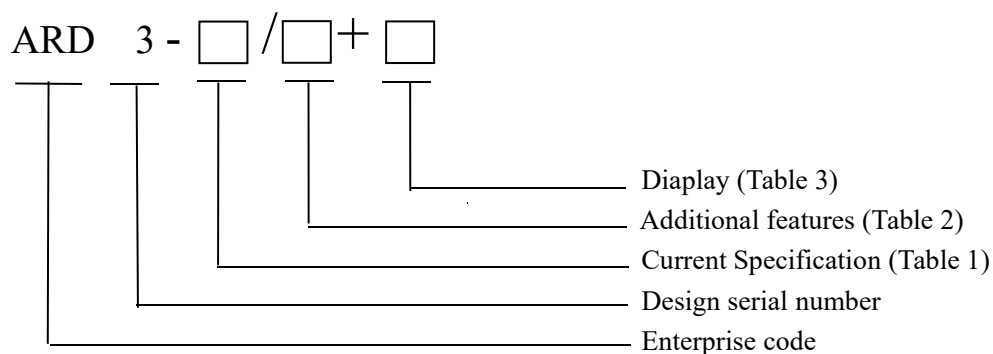 ARD 3 - □ / □ + □
Diaplay (Table 3)
Additional features (Table 2)
Current Specification (Table 1)
Design serial number
Enterprise code